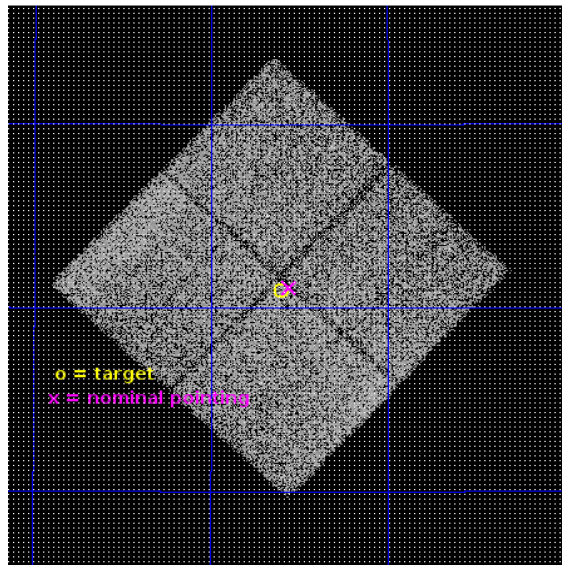 o = target
x = nominal pointing